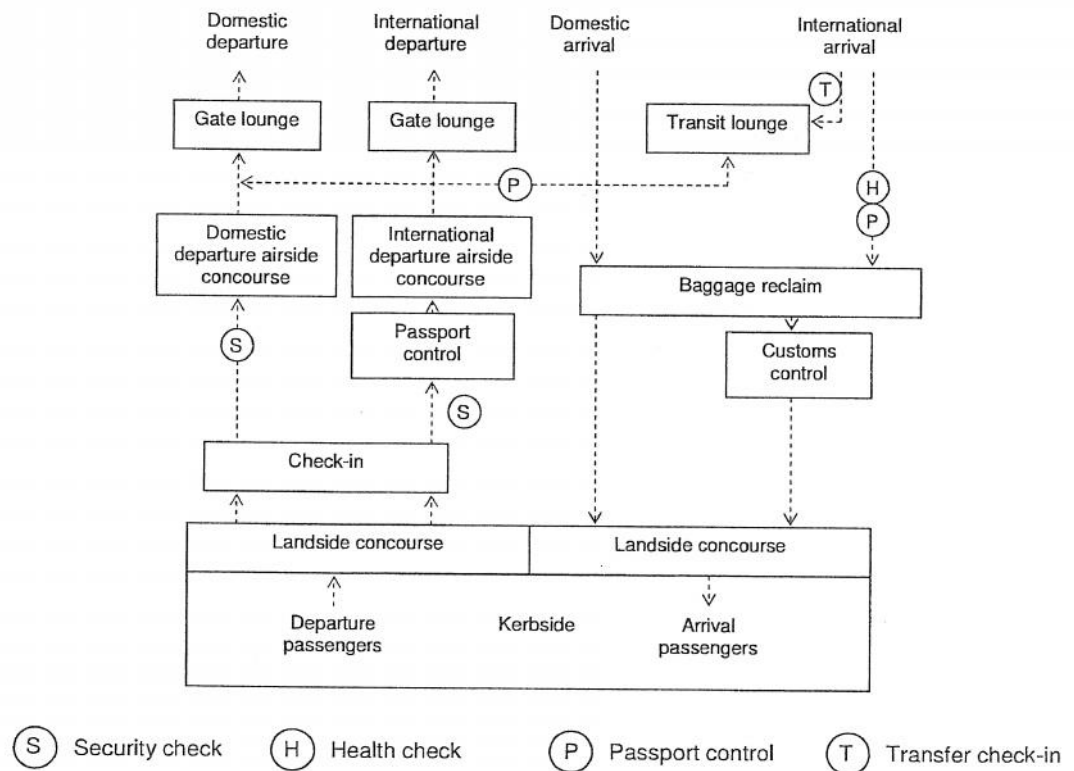 Domestic
departure
International
departure
Domestic
arrival
International
arrival
T
Gate lounge
Gate lounge
Transit lounge
P
H
P
Domestic
departure airside
concourse
International
departure airside
concourse
Baggage reclaim
S
Passport
control
Customs
control
S
Check-in
Landside concourse
Landside concourse
Departure
passengers
Kerbside
Arrival
passengers
S Security check
H Health check
P Passport control
T Transfer check-in